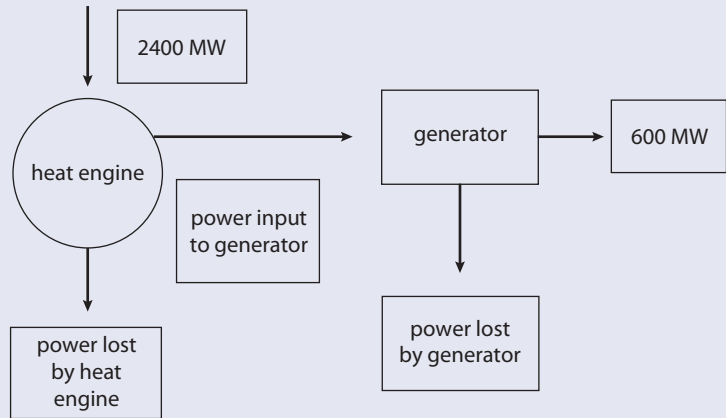 2400 MW
heat engine
generator
600 MW
power input
to generator
power lost
by heat
engine
power lost
by generator